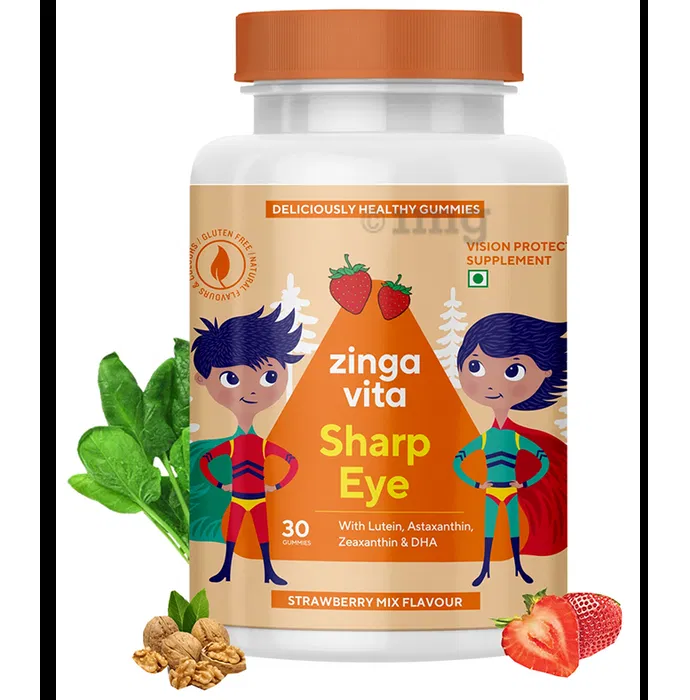 DELICIOUSLY HEALTHY GUMMIES
GLUTEN FREE | NATURAL FLAVOURS & COLOURS |
VISION PROTECT
SUPPLEMENT
zinga
vita
Sharp
Eye
30
GUMMIES
With Lutein, Astaxanthin,
Zeaxanthin & DHA
STRAWBERRY MIX FLAVOUR